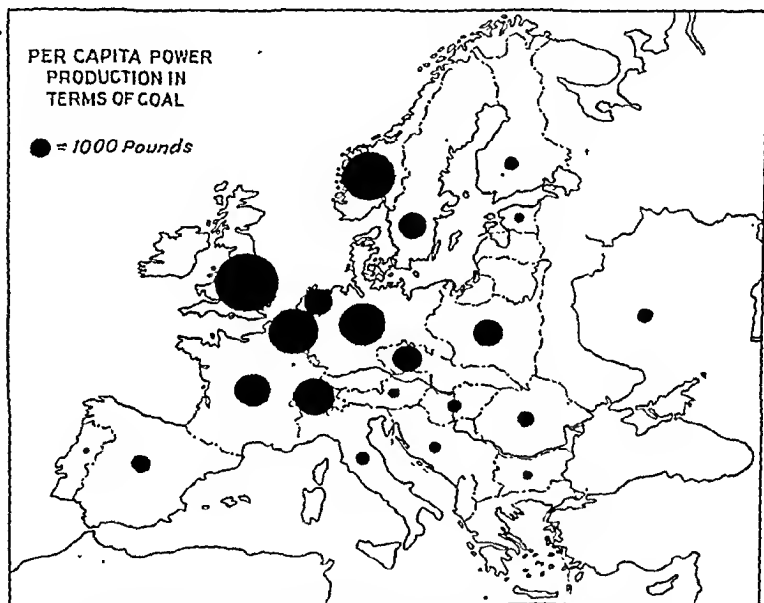 PER CAPITA POWER
PRODUCTION IN
TERMS OF COAL
= 1000 Pounds